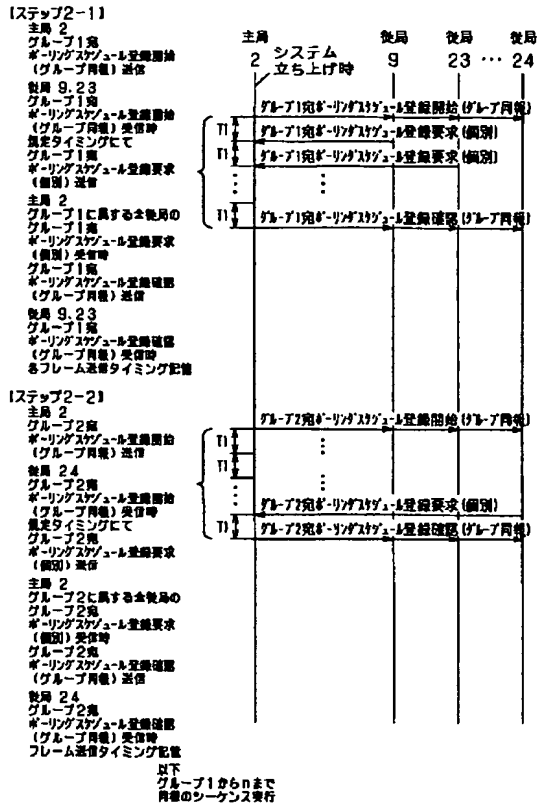 [ステップ2-1]
主局 2
グループ1宛
ポーリングスケジュール登録開始
(グループ同報) 送信
従局 9,23
グループ1宛
ポーリングスケジュール登録開始
(グループ同報) 受信時
規定タイミングにて
グループ1宛
ポーリングスケジュール登録要求
(個別) 送信
主局 2
グループ1に属する全従局の
グループ1宛
ポーリングスケジュール登録要求
(個別) 受信時
グループ1宛
ポーリングスケジュール登録確認
(グループ同報) 送信
従局 9、23
グループ1宛
ポーリングスケジュール登録確認
(グループ同報) 受信時
各フレーム送信タイミング記憶
主局 従局 従局 従局
2 9 23 … 24
システム
立ち上げ時
グループ1宛ポーリングスケジュール登録開始 (グループ同報)
T1
グループ1宛ポーリングスケジュール登録要求 (個別)
T1
グループ1宛ポーリングスケジュール登録要求 (個別)
T1
グループ1宛ポーリングスケジュール登録確認 (グループ同報)
[ステップ2-2]
主局 2
グループ2宛
ポーリングスケジュール登録開始
(グループ同報) 送信
従局 24
グループ2宛
ポーリングスケジュール登録開始
(グループ同報) 受信時
規定タイミングにて
グループ2宛
ポーリングスケジュール登録要求
(個別) 送信
主局 2
グループ2に属する全従局の
グループ2宛
ポーリングスケジュール登録要求
(個別) 受信時
グループ2宛
ポーリングスケジュール登録確認
(グループ同報) 送信
従局 24
グループ2宛
ポーリングスケジュール登録確認
(グループ同報) 受信時
フレーム送信タイミング記憶
グループ2宛ポーリングスケジュール登録開始 (グループ同報)
T1
T1
グループ2宛ポーリングスケジュール登録要求 (個別)
T1
グループ2宛ポーリングスケジュール登録確認 (グループ同報)
以下
グループ1からnまで
同様のシーケンス実行